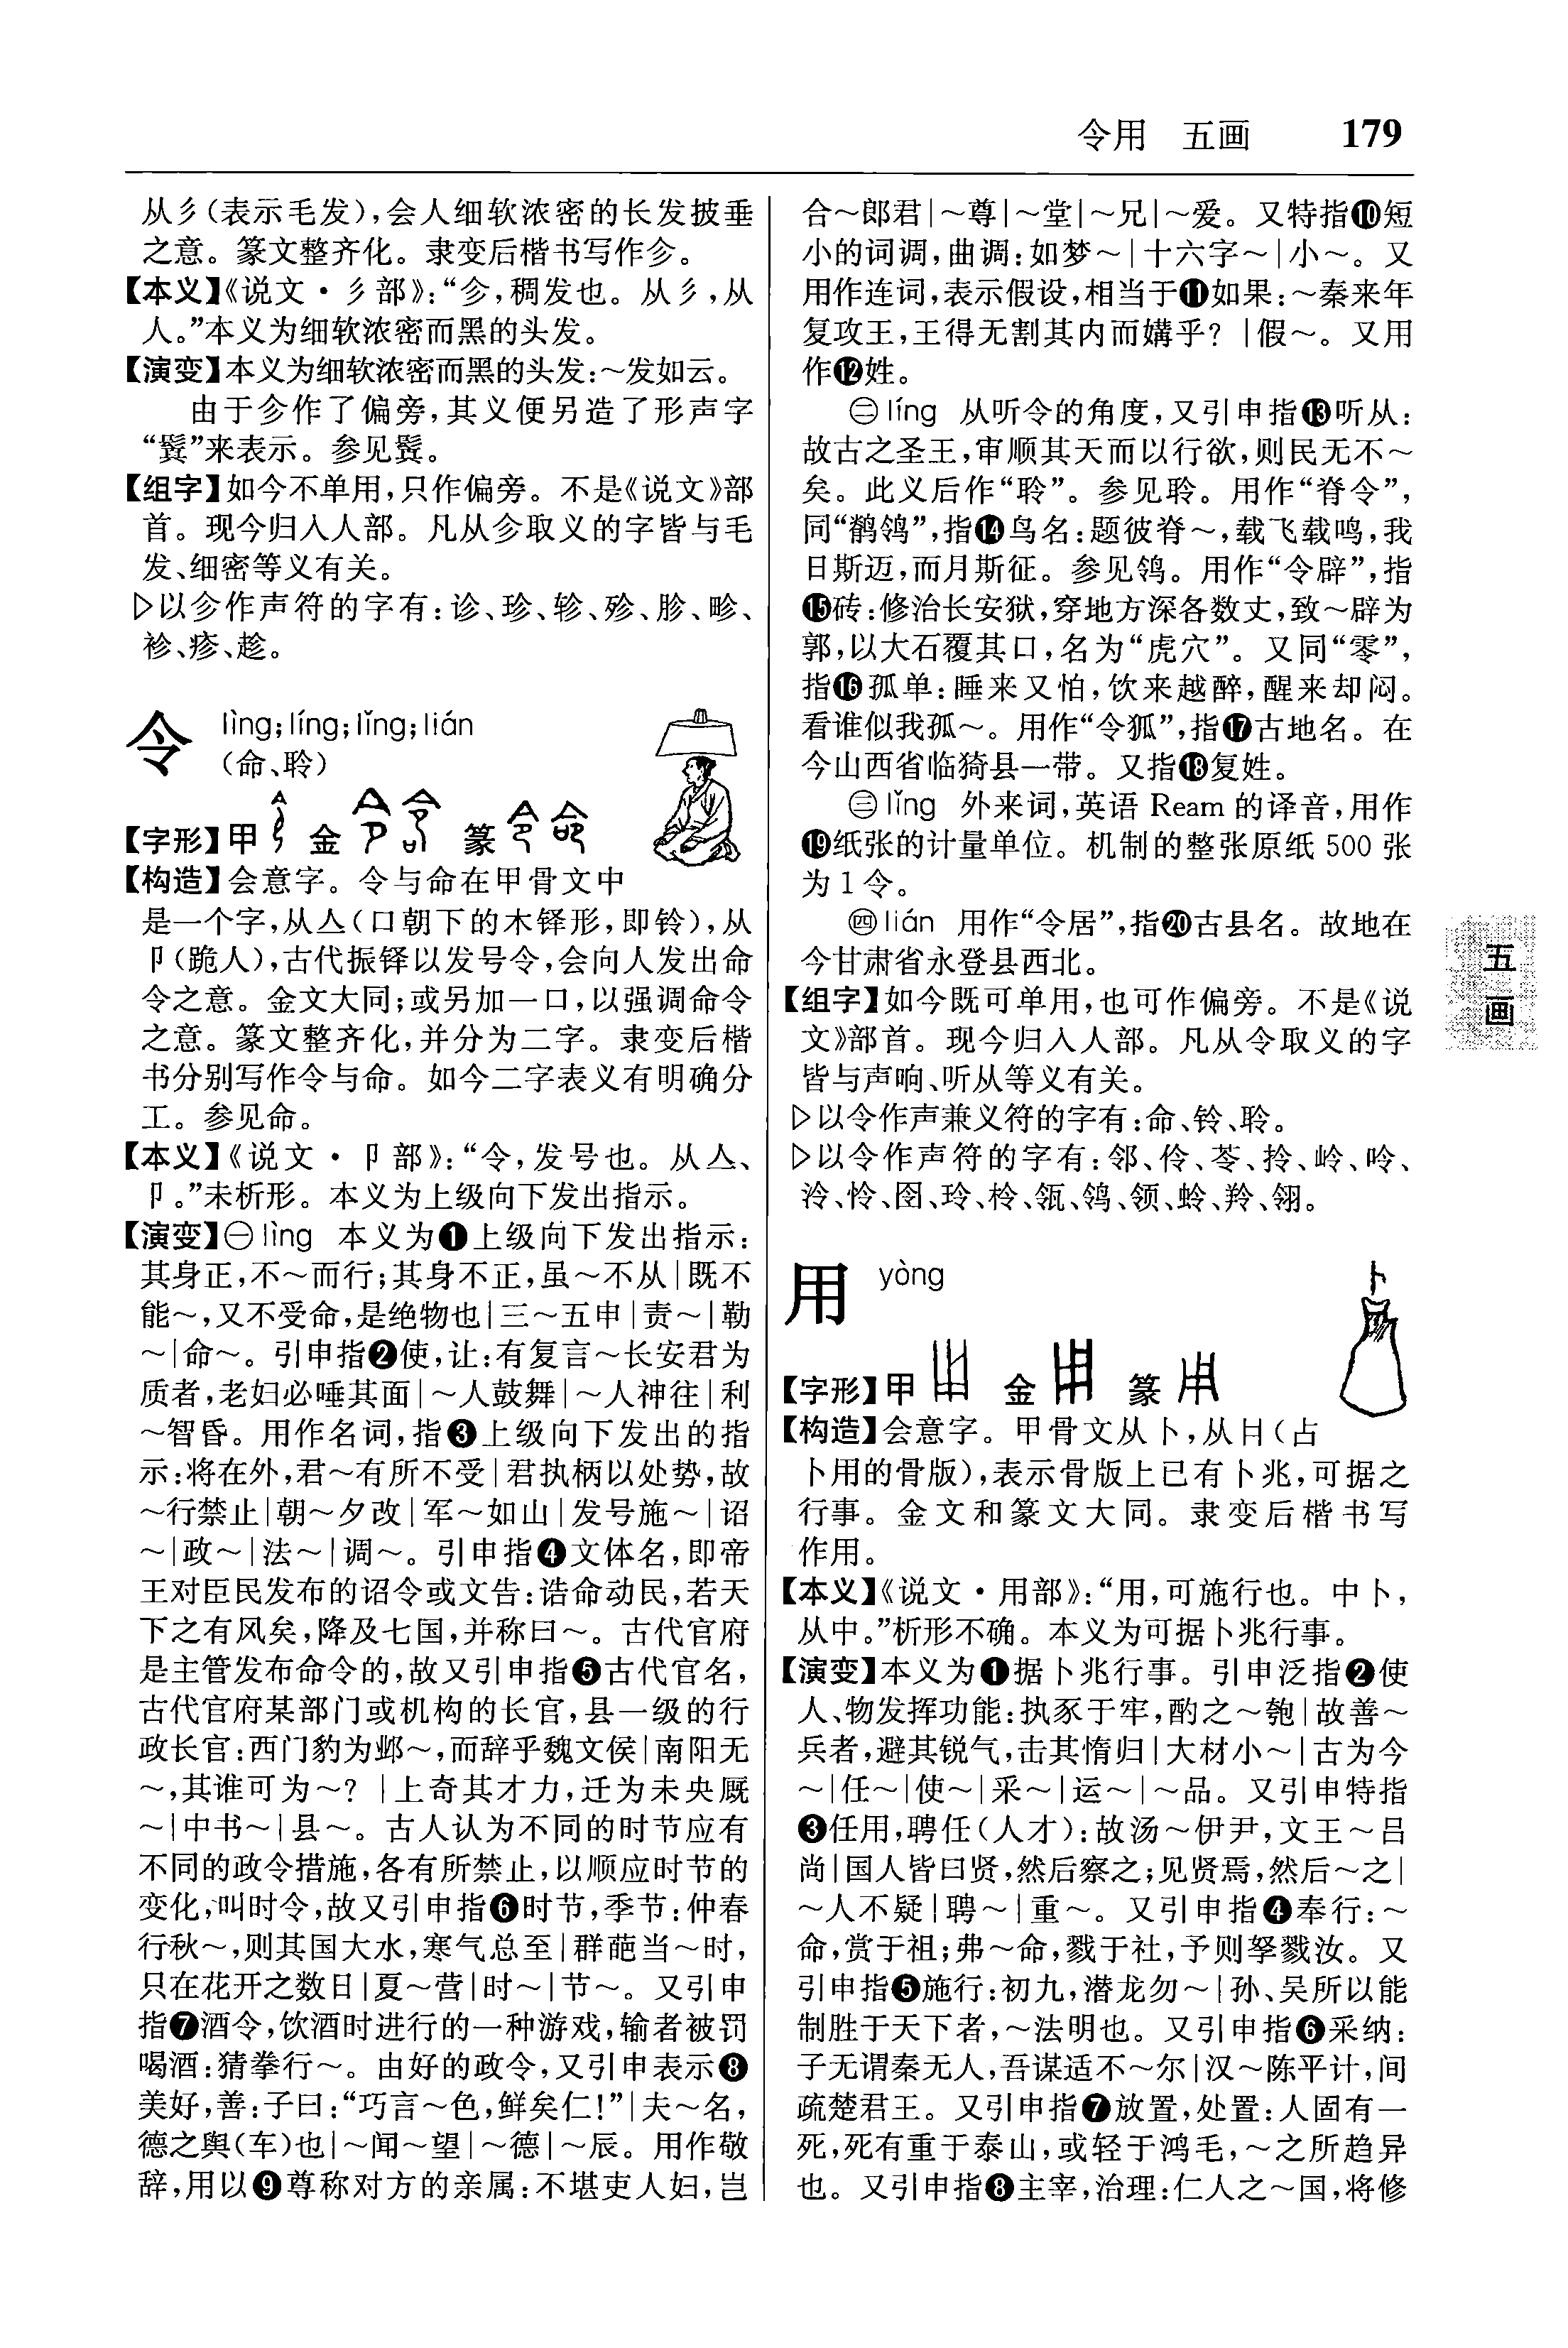 令用　五画　179
从彡(表示毛发),会人细软浓密的长发披垂
之意。篆文整齐化。隶变后楷书写作㐱。
【本义】《说文·彡部》:“㐱,稠发也。从彡,从
人。”本义为细软浓密而黑的头发。
【演变】本义为细软浓密而黑的头发:～发如云。
由于㐱作了偏旁,其义便另造了形声字
“鬒”来表示。参见鬒。
【组字】如今不单用,只作偏旁。不是《说文》部
首。现今归入人部。凡从㐱取义的字皆与毛
发、细密等义有关。
▷以㐱作声符的字有:诊、珍、轸、殄、胗、畛、
袗、疹、趁。
令 lìng;líng;lǐng;lián
(命、聆)
【字形】甲 金 篆
【构造】会意字。令与命在甲骨文中
是一个字,从亼(口朝下的木铎形,即铃),从
卩(跪人),古代振铎以发号令,会向人发出命
令之意。金文大同;或另加一口,以强调命令
之意。篆文整齐化,并分为二字。隶变后楷
书分别写作令与命。如今二字表义有明确分
工。参见命。
【本义】《说文·卩部》:“令,发号也。从亼、
卩。”未析形。本义为上级向下发出指示。
【演变】㊀lìng 本义为❶上级向下发出指示:
其身正,不～而行;其身不正,虽～不从|既不
能～,又不受命,是绝物也|三～五申|责～|勒
～|命～。引申指❷使,让:有复言～长安君为
质者,老妇必唾其面|～人鼓舞|～人神往|利
～智昏。用作名词,指❸上级向下发出的指
示:将在外,君～有所不受|君执柄以处势,故
～行禁止|朝～夕改|军～如山|发号施～|诏
～|政～|法～|调～。引申指❹文体名,即帝
王对臣民发布的诏令或文告:诰命动民,若天
下之有风矣,降及七国,并称曰～。古代官府
是主管发布命令的,故又引申指❺古代官名,
古代官府某部门或机构的长官,县一级的行
政长官:西门豹为邺～,而辞乎魏文侯|南阳无
～,其谁可为～?|上奇其才力,迁为未央厩
～|中书～|县～。古人认为不同的时节应有
不同的政令措施,各有所禁止,以顺应时节的
变化,叫时令,故又引申指❻时节,季节:仲春
行秋～,则其国大水,寒气总至|群葩当～时,
只在花开之数日|夏～营|时～|节～。又引申
指❼酒令,饮酒时进行的一种游戏,输者被罚
喝酒:猜拳行～。由好的政令,又引申表示❽
美好,善:子曰:“巧言～色,鲜矣仁!”|夫～名,
德之舆(车)也|～闻～望|～德|～辰。用作敬
辞,用以❾尊称对方的亲属:不堪吏人妇,岂
合～郎君|～尊|～堂|～兄|～爱。又特指❿短
小的词调,曲调:如梦～|十六字～|小～。又
用作连词,表示假设,相当于⓫如果:～秦来年
复攻王,王得无割其内而媾乎?|假～。又用
作⓬姓。
㊁líng 从听令的角度,又引申指⓭听从:
故古之圣王,审顺其天而以行欲,则民无不～
矣。此义后作“聆”。参见聆。用作“脊令”,
同“鹡鸰”,指⓮鸟名:题彼脊～,载飞载鸣,我
日斯迈,而月斯征。参见鸰。用作“令辟”,指
⓯砖:修治长安狱,穿地方深各数丈,致～辟为
郭,以大石覆其口,名为“虎穴”。又同“零”,
指⓰孤单:睡来又怕,饮来越醉,醒来却闷。
看谁似我孤～。用作“令狐”,指⓱古地名。在
今山西省临猗县一带。又指⓲复姓。
㊂lǐng 外来词,英语 Ream 的译音,用作
⓳纸张的计量单位。机制的整张原纸 500 张
为 1 令。
㊃lián 用作“令居”,指⓴古县名。故地在
今甘肃省永登县西北。
【组字】如今既可单用,也可作偏旁。不是《说
文》部首。现今归入人部。凡从令取义的字
皆与声响、听从等义有关。
▷以令作声兼义符的字有:命、铃、聆。
▷以令作声符的字有:邻、伶、苓、拎、岭、呤、
泠、怜、囹、玲、柃、瓴、鸰、领、蛉、羚、翎。
用 yòng
【字形】甲 金 篆
【构造】会意字。甲骨文从卜,从冃(占
卜用的骨版),表示骨版上已有卜兆,可据之
行事。金文和篆文大同。隶变后楷书写
作用。
【本义】《说文·用部》:“用,可施行也。中卜,
从中。”析形不确。本义为可据卜兆行事。
【演变】本义为❶据卜兆行事。引申泛指❷使
人、物发挥功能:执豕于牢,酌之～匏|故善～
兵者,避其锐气,击其惰归|大材小～|古为今
～|任～|使～|采～|运～|～品。又引申特指
❸任用,聘任(人才):故汤～伊尹,文王～吕
尚|国人皆曰贤,然后察之;见贤焉,然后～之|
～人不疑|聘～|重～。又引申指❹奉行:～
命,赏于祖;弗～命,戮于社,予则孥戮汝。又
引申指❺施行:初九,潜龙勿～|孙、吴所以能
制胜于天下者,～法明也。又引申指❻采纳:
子无谓秦无人,吾谋适不～尔|汉～陈平计,间
疏楚君王。又引申指❼放置,处置:人固有一
死,死有重于泰山,或轻于鸿毛,～之所趋异
也。又引申指❽主宰,治理:仁人之～国,将修
五
画